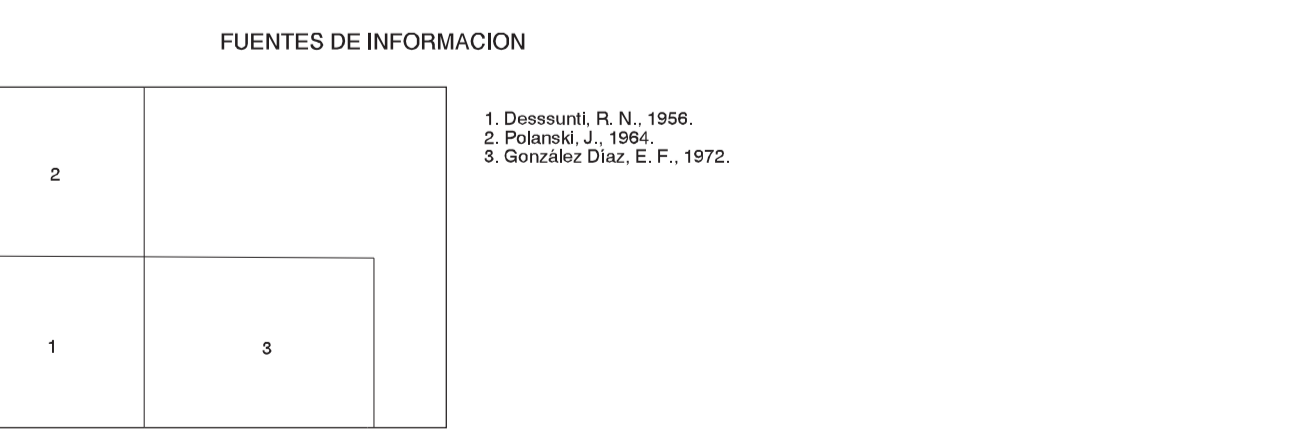 FUENTES DE INFORMACION
1. Desssunti, R. N., 1956.
2. Polanski, J., 1964.
3. González Díaz, E. F., 1972.
2
1
3